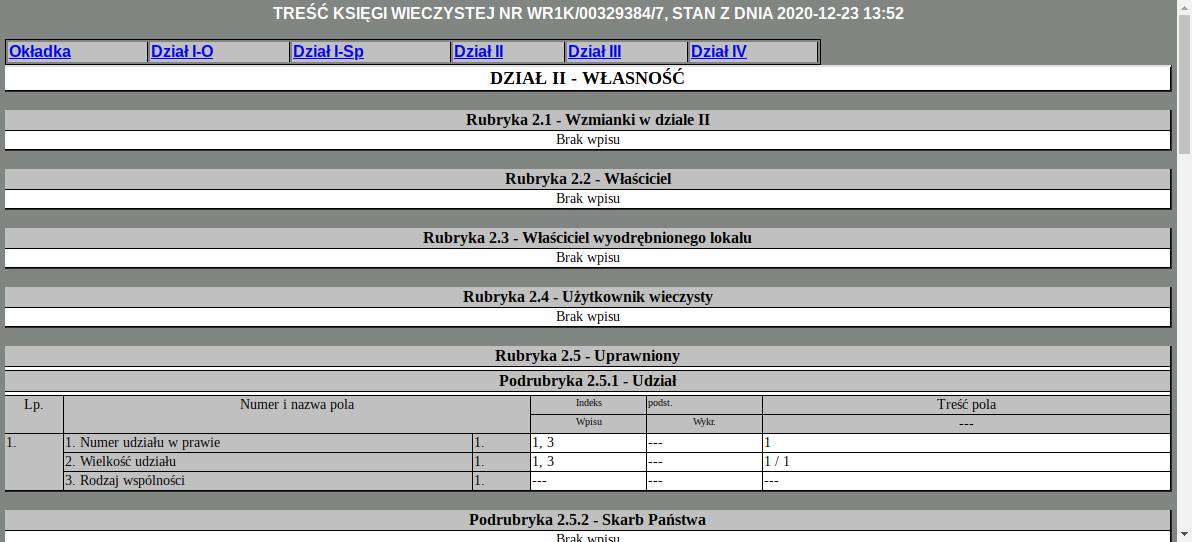 TREŚĆ KSIĘGI WIECZYSTEJ NR WR1K/00329384/7, STAN Z DNIA 2020-12-23 13:52
Okładka Dział I-O Dział I-Sp Dział II Dział III Dział IV
DZIAŁ II - WŁASNOŚĆ
Rubryka 2.1 - Wzmianki w dziale II
Brak wpisu
Rubryka 2.2 - Właściciel
Brak wpisu
Rubryka 2.3 - Właściciel wyodrębnionego lokalu
Brak wpisu
Rubryka 2.4 - Użytkownik wieczysty
Brak wpisu
Rubryka 2.5 - Uprawniony
Podrubryka 2.5.1 - Udział
Lp. Numer i nazwa pola Indeks podst. Treść pola
Wpisu Wykr. ---
1. 1. Numer udziału w prawie 1. 1, 3 --- 1
2. Wielkość udziału 1. 1, 3 --- 1 / 1
3. Rodzaj wspólności 1. --- --- ---
Podrubryka 2.5.2 - Skarb Państwa
Brak wpisu